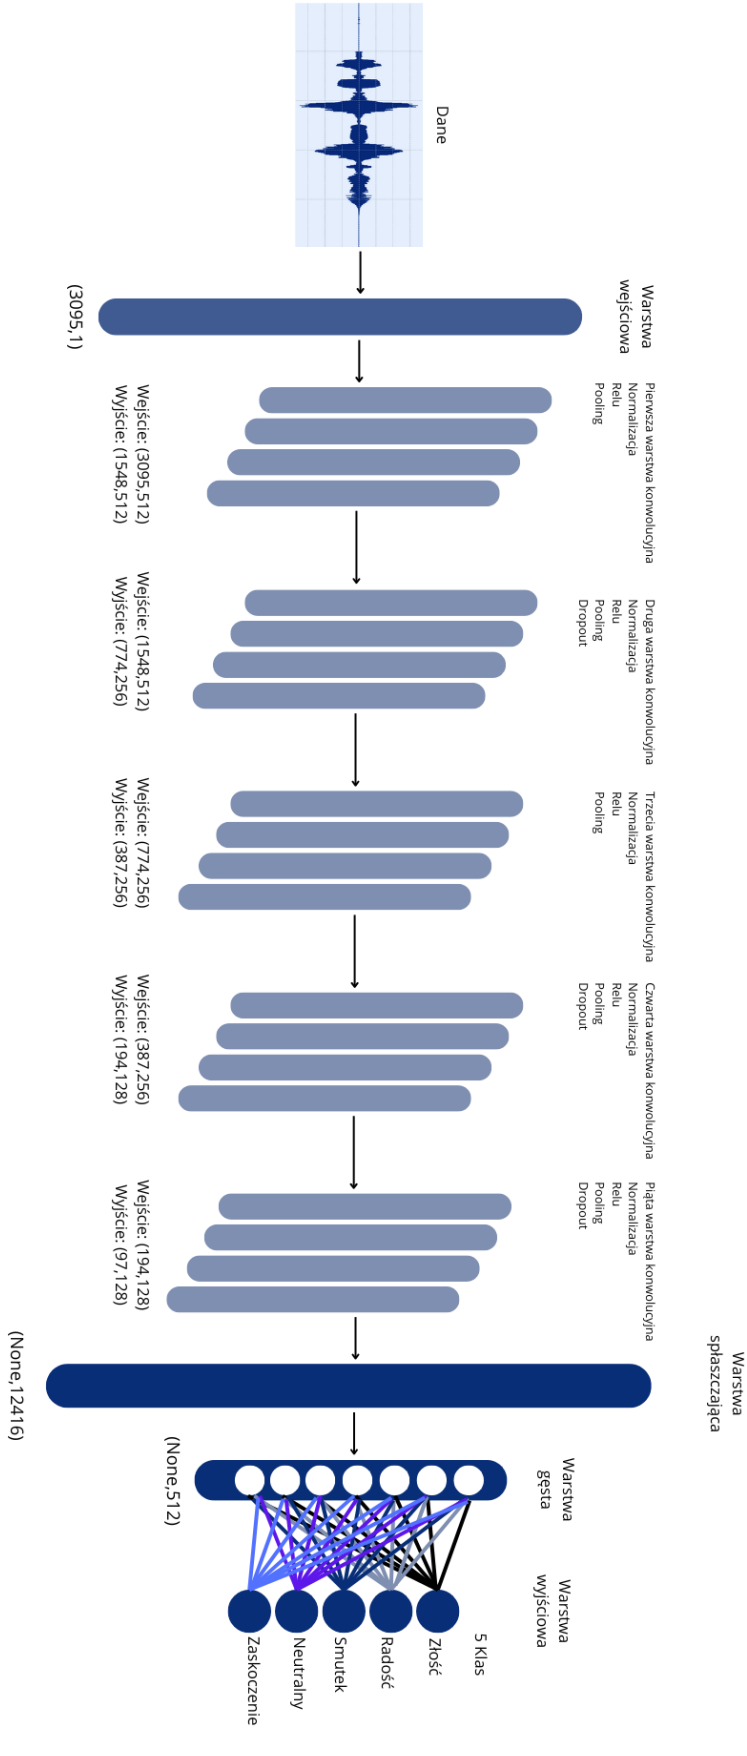 Dane
Warstwa
wejściowa
(3095,1)
Pierwsza warstwa konwolucyjna
Normalizacja
Relu
Pooling
Wejście: (3095,512)
Wyjście: (1548,512)
Druga warstwa konwolucyjna
Normalizacja
Relu
Pooling
Dropout
Wejście: (1548,512)
Wyjście: (774,256)
Trzecia warstwa konwolucyjna
Normalizacja
Relu
Pooling
Wejście: (774,256)
Wyjście: (387,256)
Czwarta warstwa konwolucyjna
Normalizacja
Relu
Pooling
Dropout
Wejście: (387,256)
Wyjście: (194,128)
Piąta warstwa konwolucyjna
Normalizacja
Relu
Pooling
Dropout
Wejście: (194,128)
Wyjście: (97,128)
Warstwa
spłaszczająca
(None,12416)
Warstwa
gęsta
(None,512)
Warstwa
wyjściowa
5 Klas
Złość
Radość
Smutek
Neutralny
Zaskoczenie